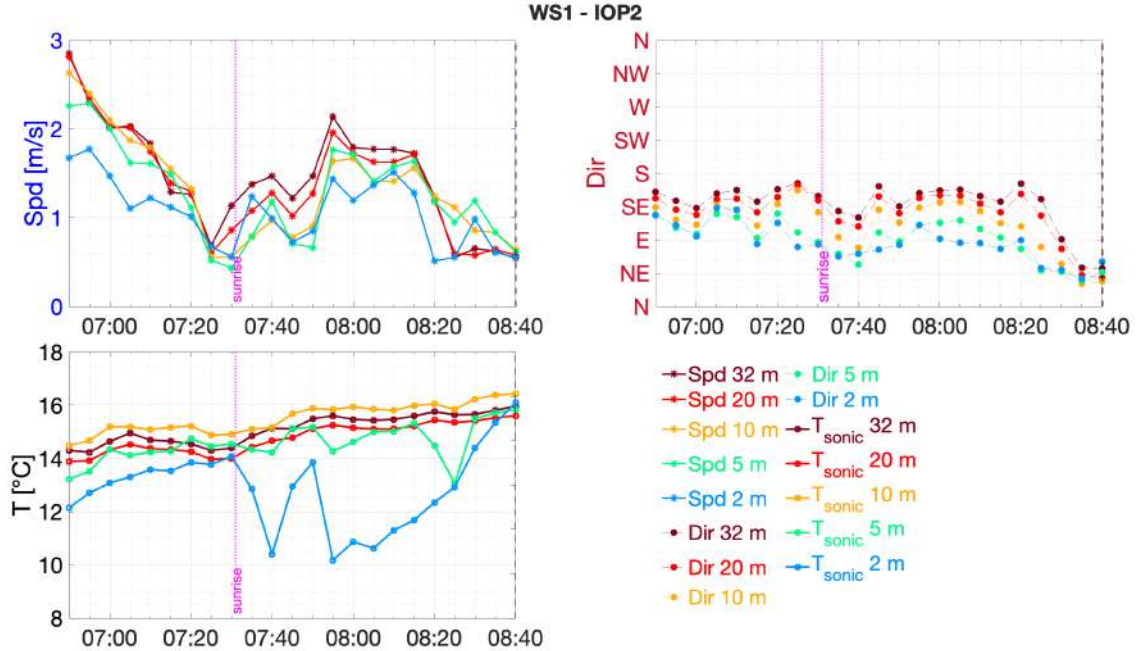 WS1 - IOP2
Spd [m/s]
3
2
1
0
sunrise
07:00 07:20 07:40 08:00 08:20 08:40
Dir
N
NW
W
SW
S
SE
E
NE
N
sunrise
07:00 07:20 07:40 08:00 08:20 08:40
T [°C]
18
16
14
12
10
8
sunrise
07:00 07:20 07:40 08:00 08:20 08:40
Spd 32 m
Spd 20 m
Spd 10 m
Spd 5 m
Spd 2 m
Dir 32 m
Dir 20 m
Dir 10 m
Dir 5 m
Dir 2 m
Tsonic 32 m
Tsonic 20 m
Tsonic 10 m
Tsonic 5 m
Tsonic 2 m